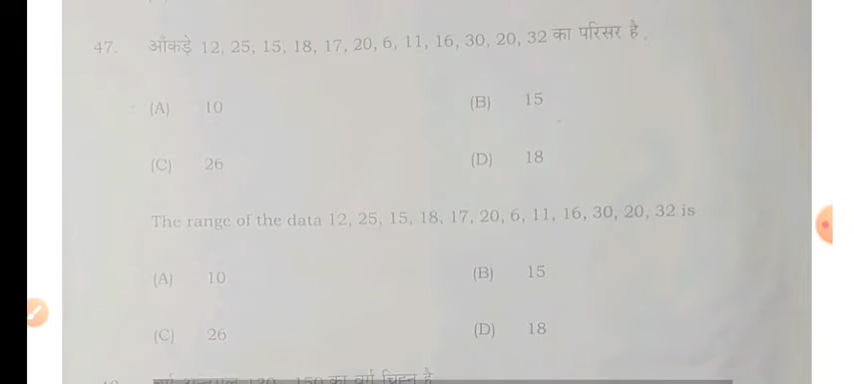 47. आँकड़े 12, 25, 15, 18, 17, 20, 6, 11, 16, 30, 20, 32 का परिसर है .
(A) 10 (B) 15
(C) 26 (D) 18
The range of the data 12, 25, 15, 18, 17, 20, 6, 11, 16, 30, 20, 32 is
(A) 10 (B) 15
(C) 26 (D) 18
150 का वर्ग चिह्न है